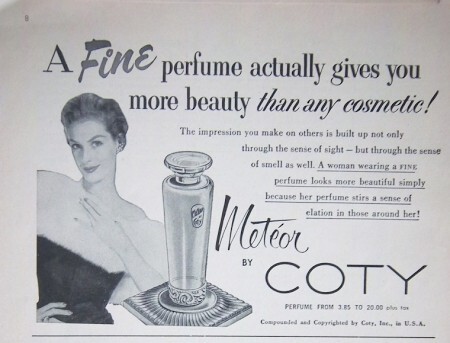 8
A Fine perfume actually gives you
more beauty than any cosmetic!
The impression you make on others is built up not only
through the sense of sight — but through the sense
of smell as well. A woman wearing a FINE
perfume looks more beautiful simply
because her perfume stirs a sense of
elation in those around her!
Metéor
BY COTY
PERFUME FROM 3.85 TO 20.00 plus tax
Compounded and Copyrighted by Coty, Inc., in U.S.A.